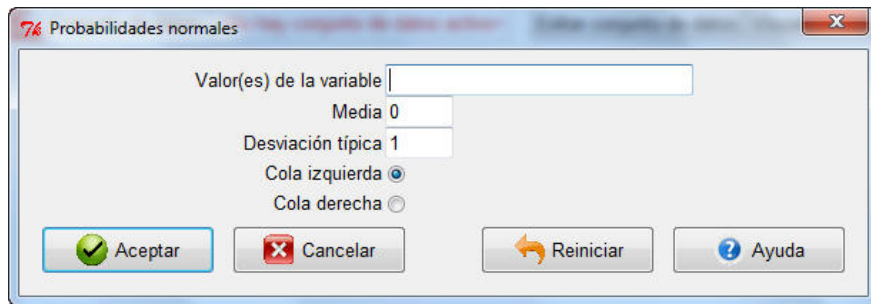 Probabilidades normales
Valor(es) de la variable
Media 0
Desviación típica 1
Cola izquierda
Cola derecha
Aceptar Cancelar Reiniciar Ayuda